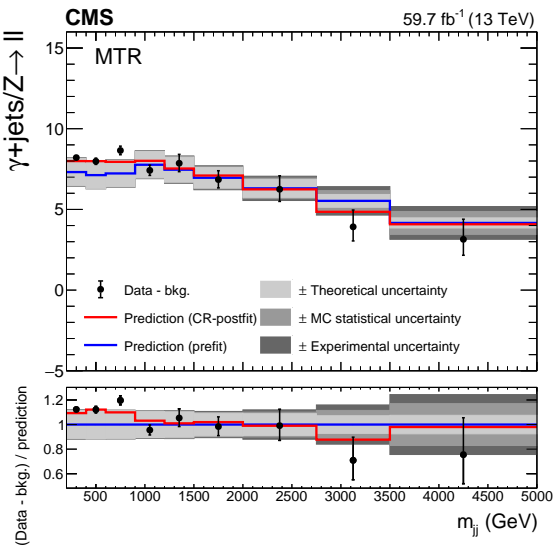 CMS 59.7 fb⁻¹ (13 TeV)
γ+jets/Z→ ll
MTR
15
10
5
0
−5
Data - bkg.
Prediction (CR-postfit)
Prediction (prefit)
± Theoretical uncertainty
± MC statistical uncertainty
± Experimental uncertainty
(Data - bkg.) / prediction
1.2
1
0.8
0.6
500 1000 1500 2000 2500 3000 3500 4000 4500 5000
m_jj (GeV)